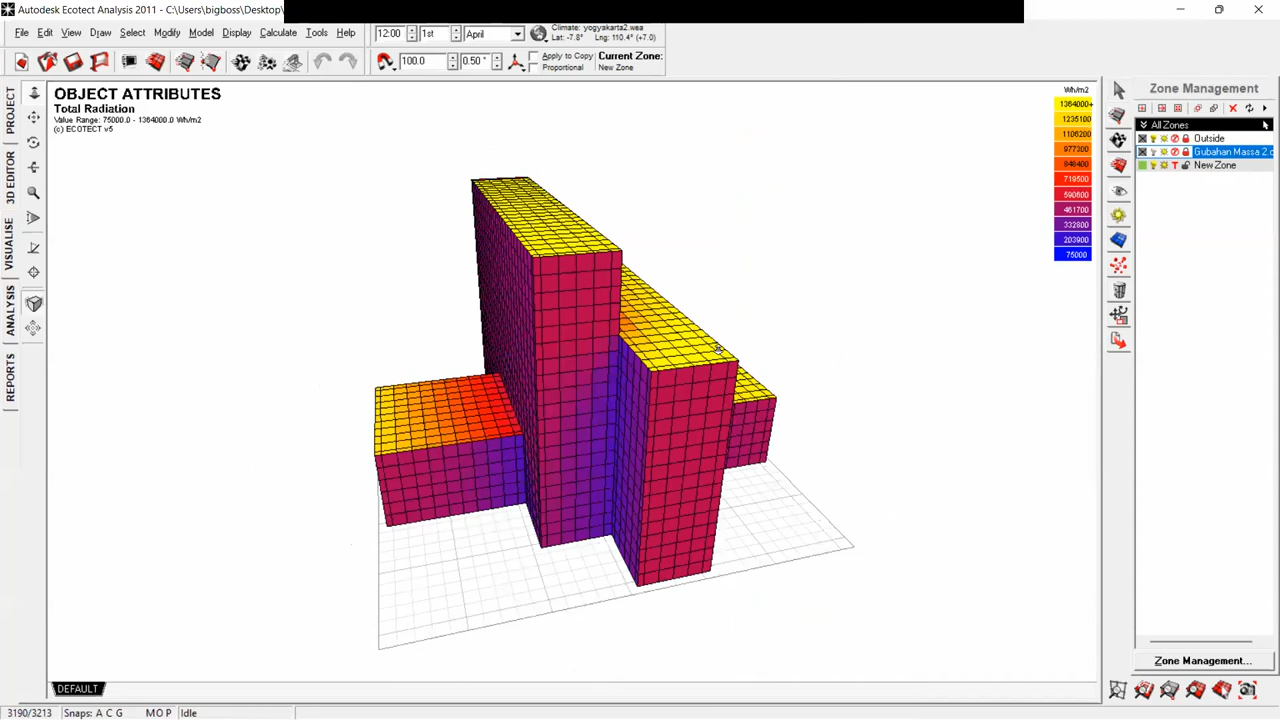 Autodesk Ecotect Analysis 2011 - C:\Users\bigboss\Desktop\
File Edit View Draw Select Modify Model Display Calculate Tools Help
12:00 1st April
Climate: yogyakarta2.wea
Lat: -7.8° Lng: 110.4° (+7.0)
100.0 0.50 °
Apply to Copy
Proportional
Current Zone:
New Zone
PROJECT
3D EDITOR
VISUALISE
ANALYSIS
REPORTS
OBJECT ATTRIBUTES
Total Radiation
Value Range: 75000.0 - 1364000.0 Wh/m2
(c) ECOTECT v5
Wh/m2
1364000+
1235100
1106200
977300
848400
719500
590600
461700
332800
203900
75000
Zone Management
All Zones
Outside
Gubahan Massa 2.
T New Zone
Zone Management...
DEFAULT
3190/3213 Snaps: A C G M O P Idle